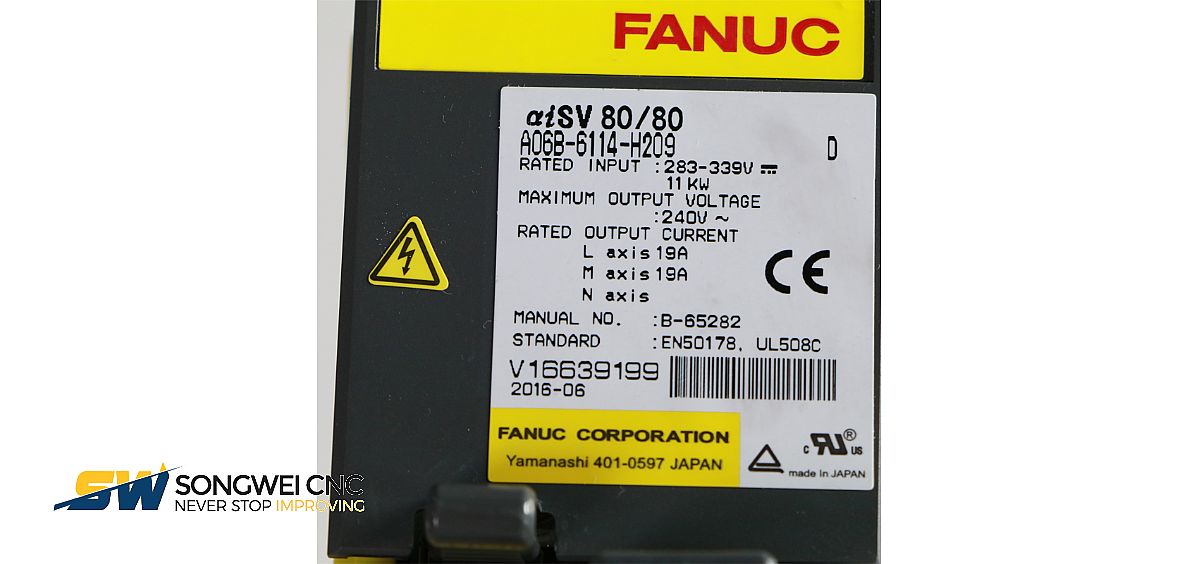 FANUC
αiSV 80/80
A06B-6114-H209 D
RATED INPUT :283-339V ⎓
11KW
MAXIMUM OUTPUT VOLTAGE
:240V ~
RATED OUTPUT CURRENT
L axis 19A
M axis 19A
N axis
MANUAL NO. :B-65282
STANDARD :EN50178, UL508C
V16639199
2016-06
CE
FANUC CORPORATION
Yamanashi 401-0597 JAPAN
c RU ® US
made in JAPAN
SW SONGWEI CNC
NEVER STOP IMPROVING